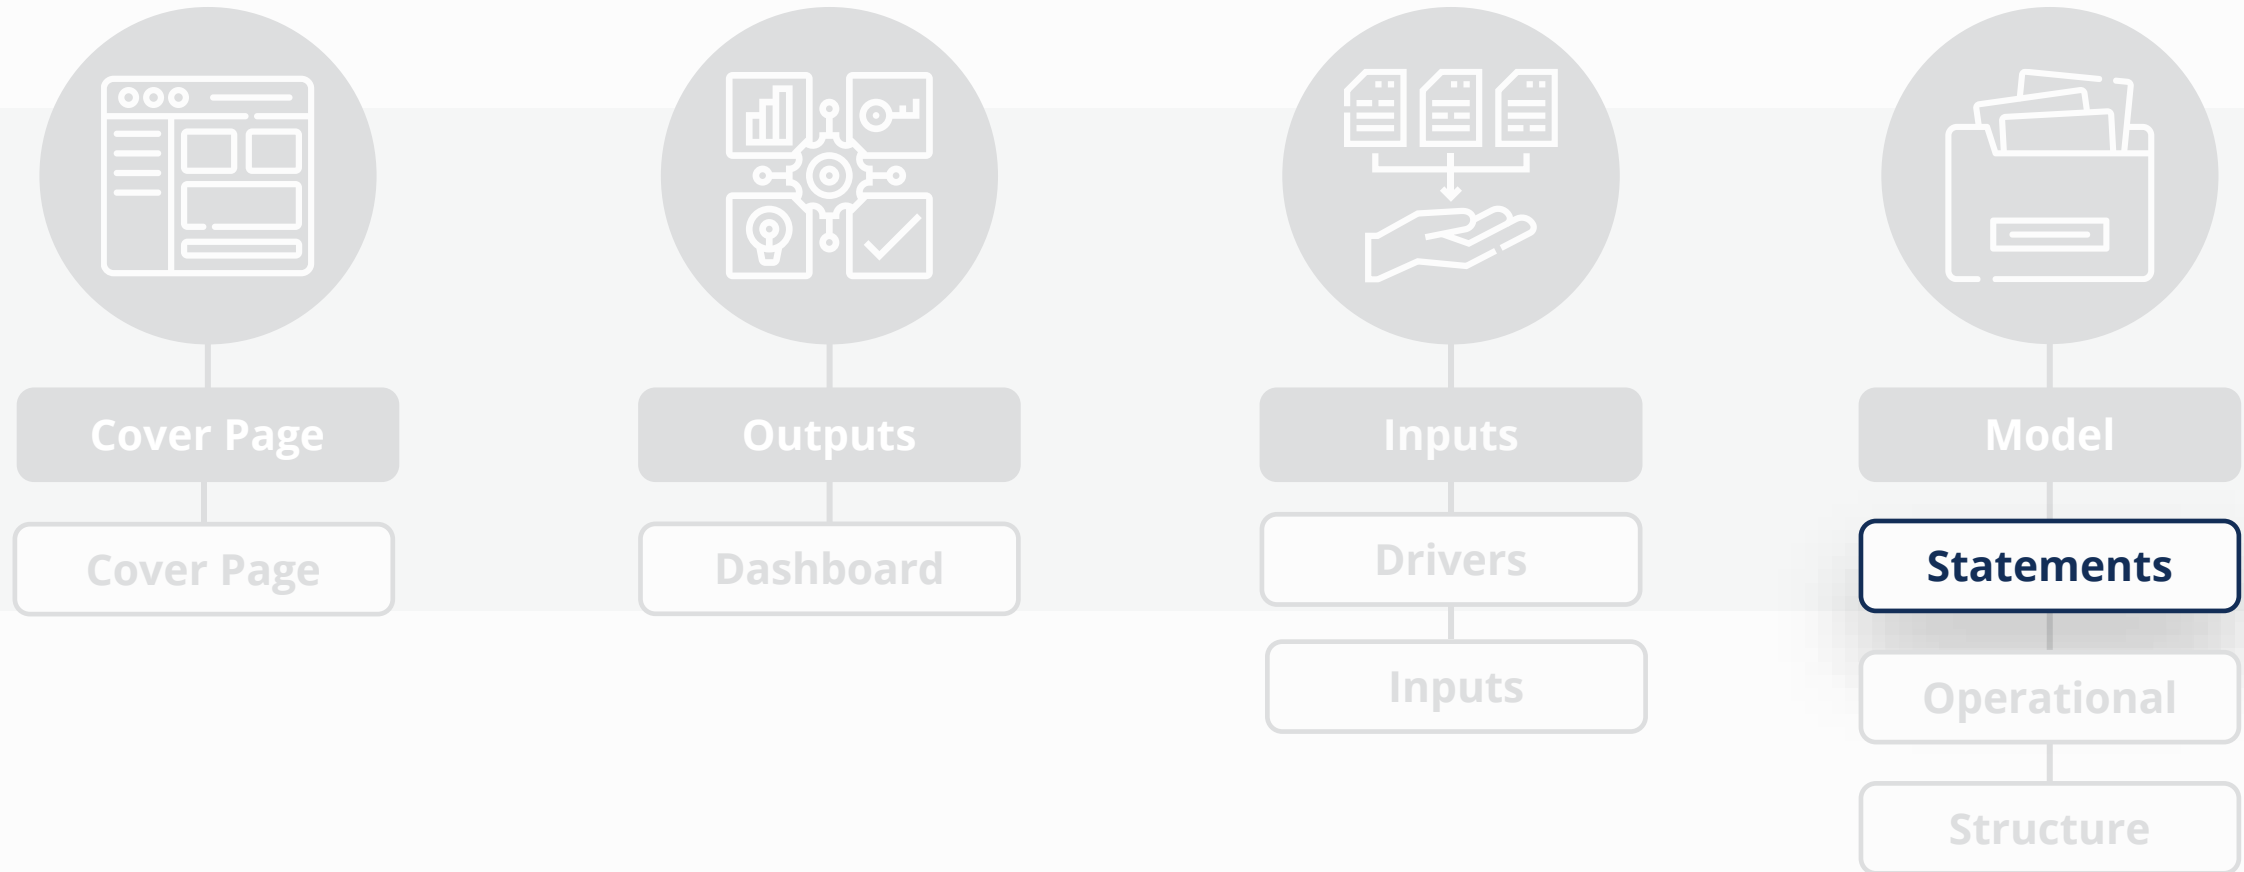 Cover Page
Outputs
Inputs
Model
Cover Page
Dashboard
Drivers
Statements
Inputs
Operational
Structure